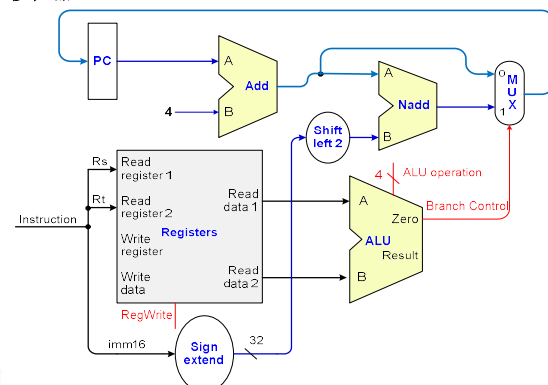 PC
A
Add
B
4
A
Nadd
B
0
MUX
1
Shift
left 2
Rs
Read
register 1
Rt
Read
register 2
Instruction
Registers
Write
register
Write
data
Read
data 1
Read
data 2
4
ALU operation
A
Zero
Branch Control
ALU
Result
B
RegWrite
imm16
Sign
extend
32